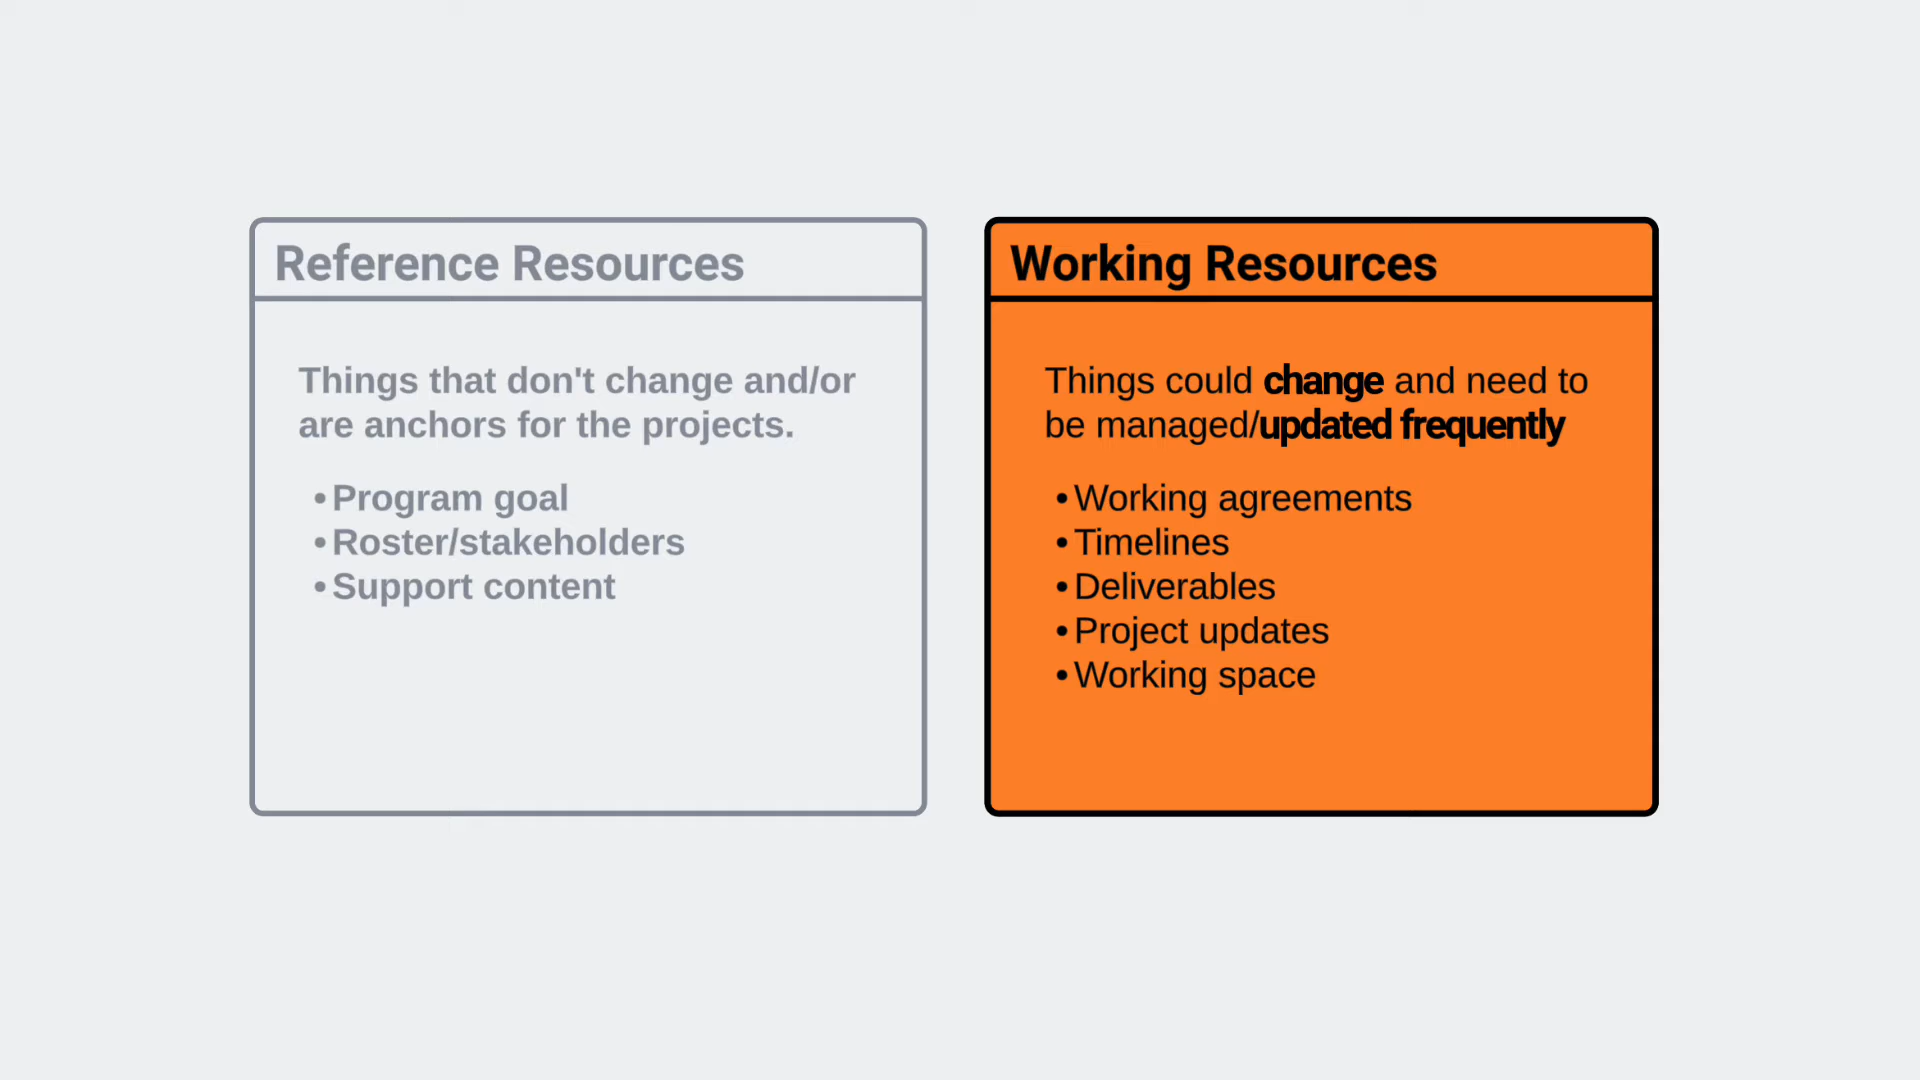 Reference Resources
Things that don't change and/or
are anchors for the projects.
•Program goal
•Roster/stakeholders
•Support content
Working Resources
Things could change and need to
be managed/updated frequently
•Working agreements
•Timelines
•Deliverables
•Project updates
•Working space